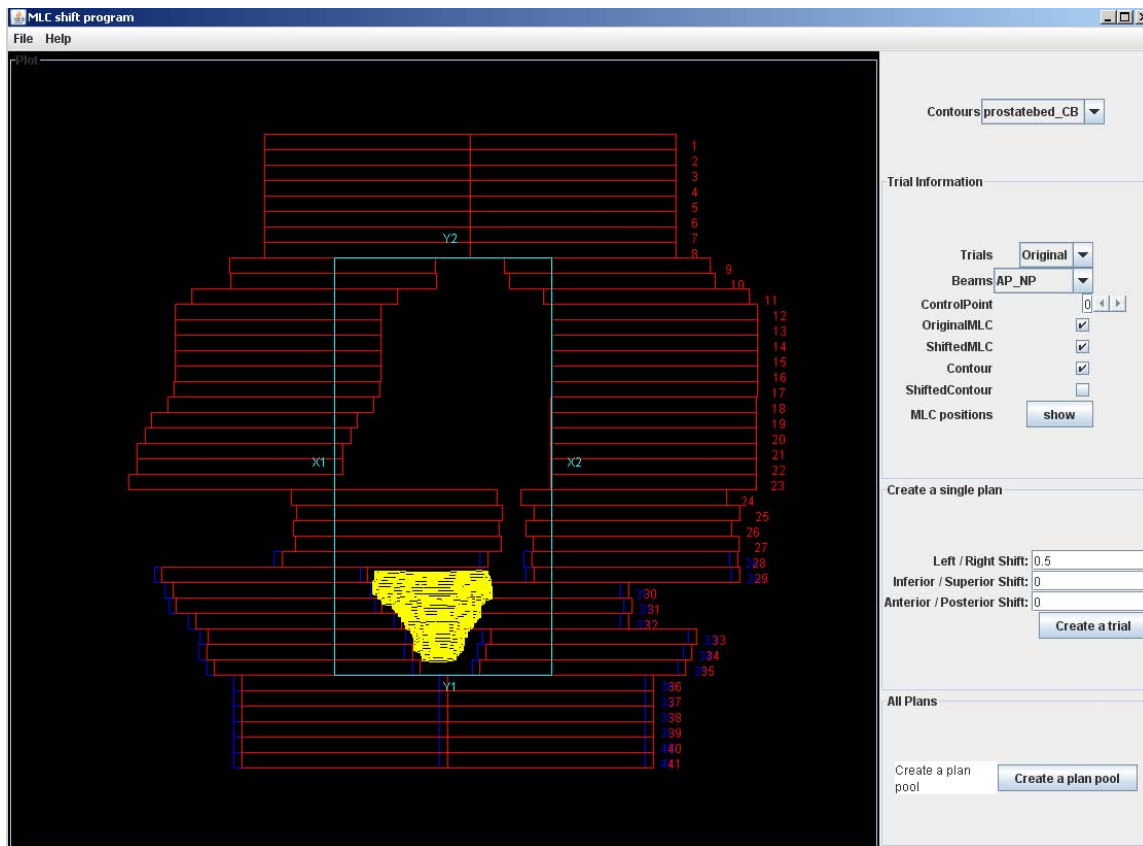 MLC shift program
File Help
Plot
Contours prostatebed_CB
1
2
3
4
5
6
7
8
Y2
9
10
11
12
13
14
15
16
17
18
19
20
21
22
23
X1
X2
24
25
26
27
28
29
30
31
32
33
34
35
Y1
36
37
38
39
40
41
Trial Information
Trials Original
Beams AP_NP
ControlPoint 0
OriginalMLC
ShiftedMLC
Contour
ShiftedContour
MLC positions show
Create a single plan
Left / Right Shift: 0.5
Inferior / Superior Shift: 0
Anterior / Posterior Shift: 0
Create a trial
All Plans
Create a plan
pool
Create a plan pool